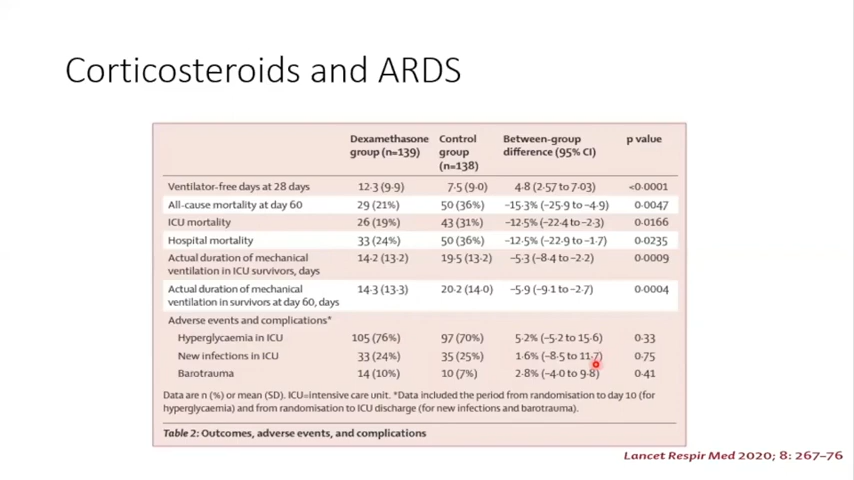 Corticosteroids and ARDS
Dexamethasone group (n=139) Control group (n=138) Between-group difference (95% CI) p value
Ventilator-free days at 28 days 12·3 (9·9) 7·5 (9·0) 4·8 (2·57 to 7·03) <0·0001
All-cause mortality at day 60 29 (21%) 50 (36%) –15·3% (–25·9 to –4·9) 0·0047
ICU mortality 26 (19%) 43 (31%) –12·5% (–22·4 to –2·3) 0·0166
Hospital mortality 33 (24%) 50 (36%) –12·5% (–22·9 to –1·7) 0·0235
Actual duration of mechanical ventilation in ICU survivors, days 14·2 (13·2) 19·5 (13·2) –5·3 (–8·4 to –2·2) 0·0009
Actual duration of mechanical ventilation in survivors at day 60, days 14·3 (13·3) 20·2 (14·0) –5·9 (–9·1 to –2·7) 0·0004
Adverse events and complications*
Hyperglycaemia in ICU 105 (76%) 97 (70%) 5·2% (–5·2 to 15·6) 0·33
New infections in ICU 33 (24%) 35 (25%) 1·6% (–8·5 to 11·7) 0·75
Barotrauma 14 (10%) 10 (7%) 2·8% (–4·0 to 9·8) 0·41
Data are n (%) or mean (SD). ICU=intensive care unit. *Data included the period from randomisation to day 10 (for
hyperglycaemia) and from randomisation to ICU discharge (for new infections and barotrauma).
Table 2: Outcomes, adverse events, and complications
Lancet Respir Med 2020; 8: 267–76